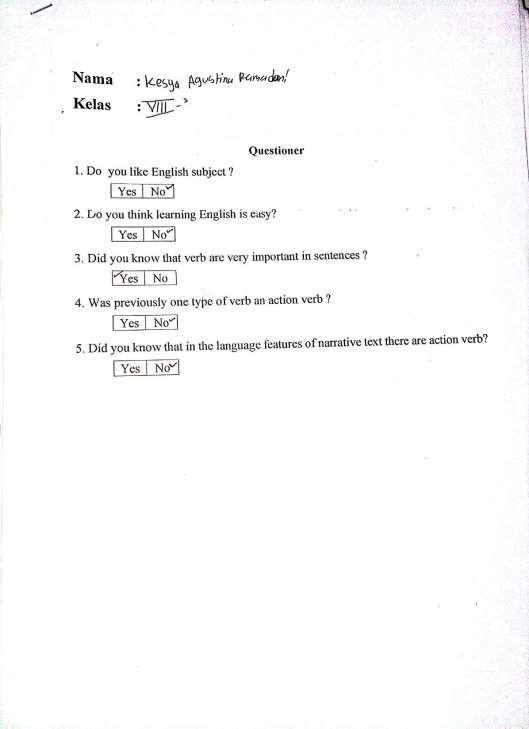 Nama : Kesya Agustina Ramadani
Kelas : VIII - 3
Questioner
1. Do you like English subject ?
Yes No✓
2. Do you think learning English is easy?
Yes No✓
3. Did you know that verb are very important in sentences ?
✓Yes No
4. Was previously one type of verb an action verb ?
Yes No✓
5. Did you know that in the language features of narrative text there are action verb?
Yes No✓